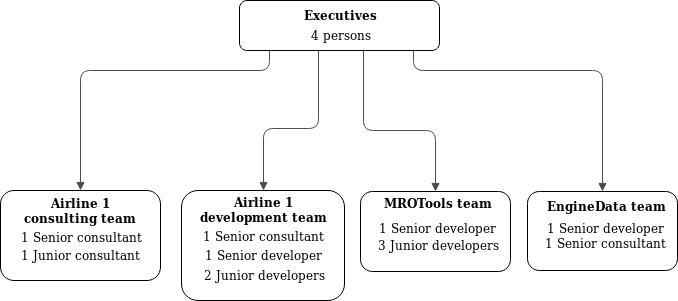 Executives
4 persons
Airline 1
consulting team
1 Senior consultant
1 Junior consultant
Airline 1
development team
1 Senior consultant
1 Senior developer
2 Junior developers
MROTools team
1 Senior developer
3 Junior developers
EngineData team
1 Senior developer
1 Senior consultant